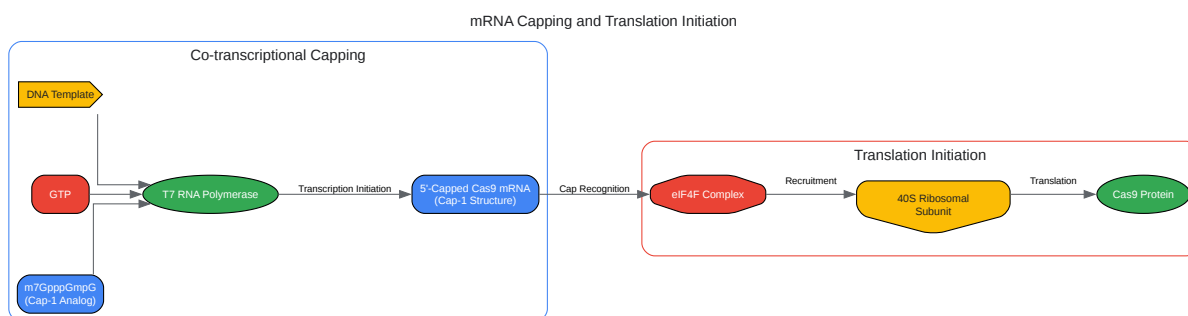 mRNA Capping and Translation Initiation
Co-transcriptional Capping
DNA Template
GTP
T7 RNA Polymerase
Transcription Initiation
5'-Capped Cas9 mRNA
(Cap-1 Structure)
m7GpppGmpG
(Cap-1 Analog)
Cap Recognition
Translation Initiation
eIF4F Complex
Recruitment
40S Ribosomal
Subunit
Translation
Cas9 Protein